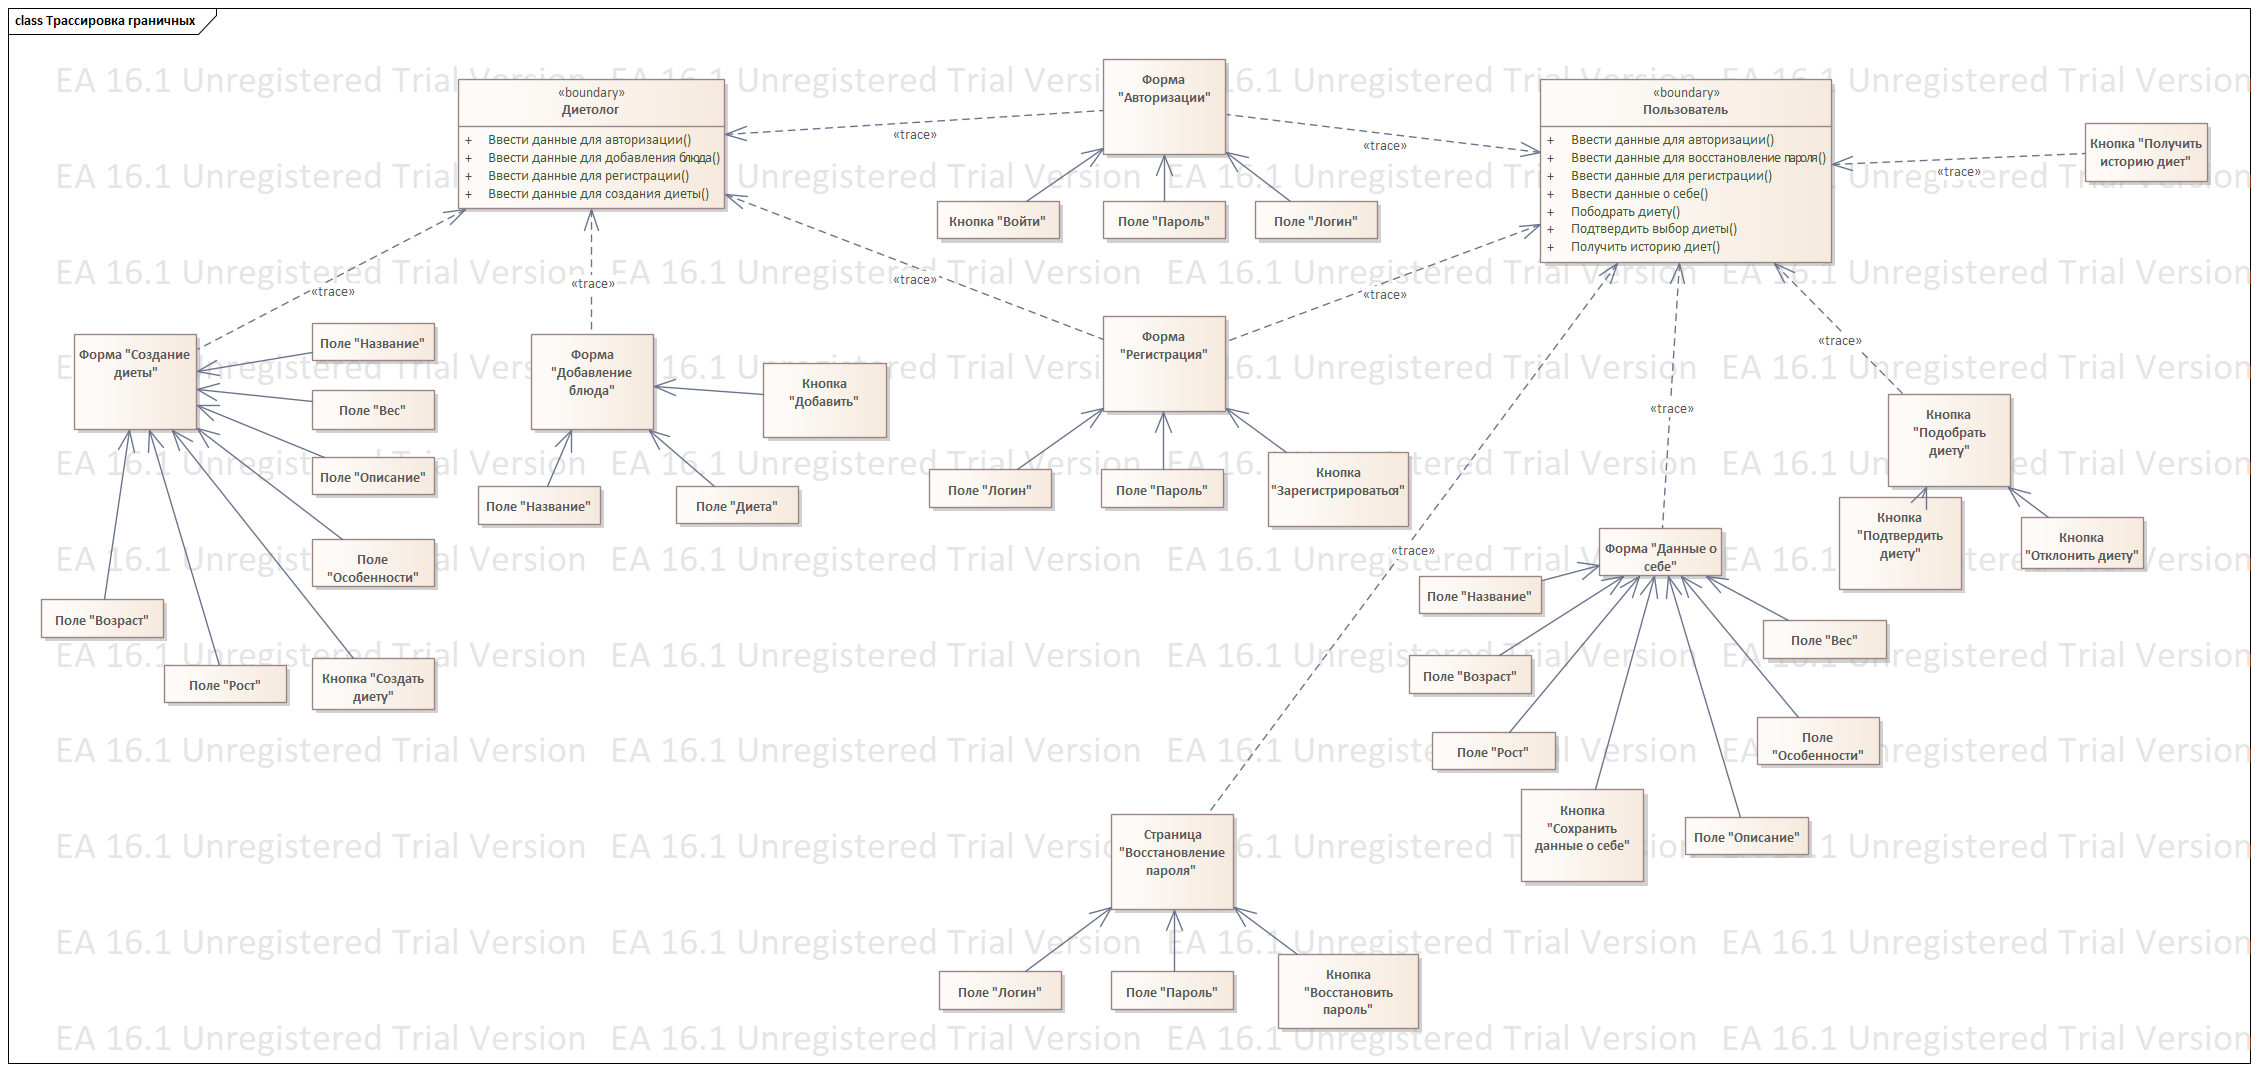 class Трассировка граничных
EA 16.1 Unregistered Trial Version
«boundary»
Диетолог
+ Ввести данные для авторизации()
+ Ввести данные для добавления блюда()
+ Ввести данные для регистрации()
+ Ввести данные для создания диеты()
Форма
"Авторизации"
«boundary»
Пользователь
+ Ввести данные для авторизации()
+ Ввести данные для восстановление пароля()
+ Ввести данные для регистрации()
+ Ввести данные о себе()
+ Пободрать диету()
+ Подтвердить выбор диеты()
+ Получить историю диет()
Кнопка "Получить
историю диет"
«trace»
«trace»
«trace»
Кнопка "Войти"
Поле "Пароль"
Поле "Логин"
«trace»
«trace»
«trace»
«trace»
«trace»
«trace»
«trace»
Форма "Создание
диеты"
Поле "Название"
Поле "Вес"
Поле "Описание"
Поле
"Особенности"
Поле "Возраст"
Поле "Рост"
Кнопка "Создать
диету"
Форма
"Добавление
блюда"
Кнопка
"Добавить"
Поле "Название"
Поле "Диета"
Форма
"Регистрация"
Поле "Логин"
Поле "Пароль"
Кнопка
"Зарегистрироваться"
Кнопка
"Подобрать
диету"
Кнопка
"Подтвердить
диету"
Кнопка
"Отклонить диету"
Форма "Данные о
себе"
Поле "Название"
Поле "Вес"
Поле "Возраст"
Поле "Рост"
Поле
"Особенности"
Кнопка
"Сохранить
данные о себе"
Поле "Описание"
Страница
"Восстановление
пароля"
Поле "Логин"
Поле "Пароль"
Кнопка
"Восстановить
пароль"